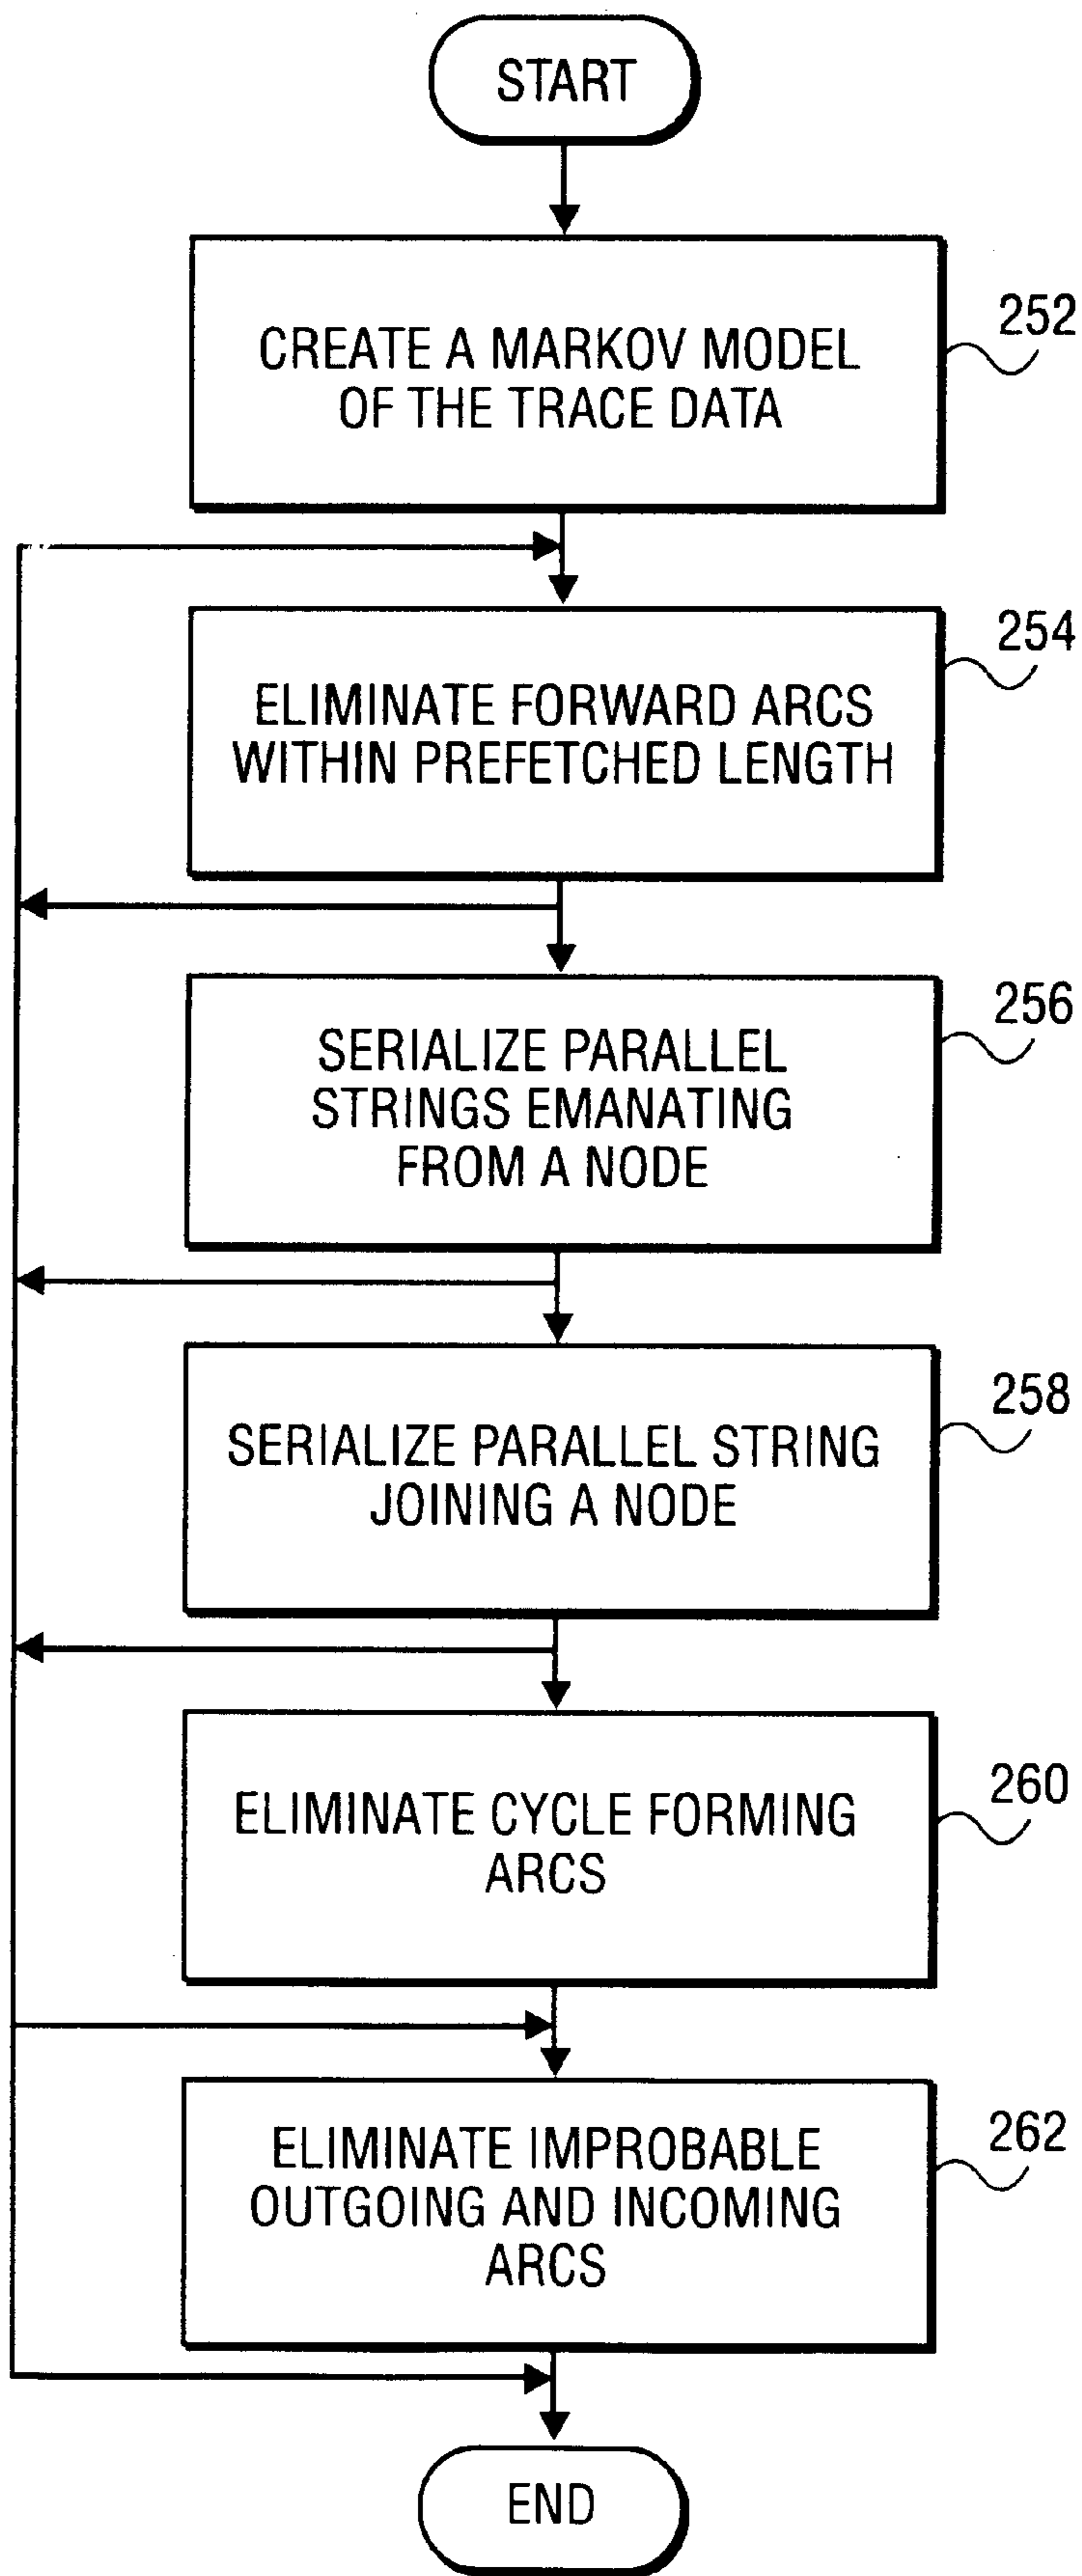 START
CREATE A MARKOV MODEL
OF THE TRACE DATA
252
ELIMINATE FORWARD ARCS
WITHIN PREFETCHED LENGTH
254
SERIALIZE PARALLEL
STRINGS EMANATING
FROM A NODE
256
SERIALIZE PARALLEL STRING
JOINING A NODE
258
ELIMINATE CYCLE FORMING
ARCS
260
ELIMINATE IMPROBABLE
OUTGOING AND INCOMING
ARCS
262
END